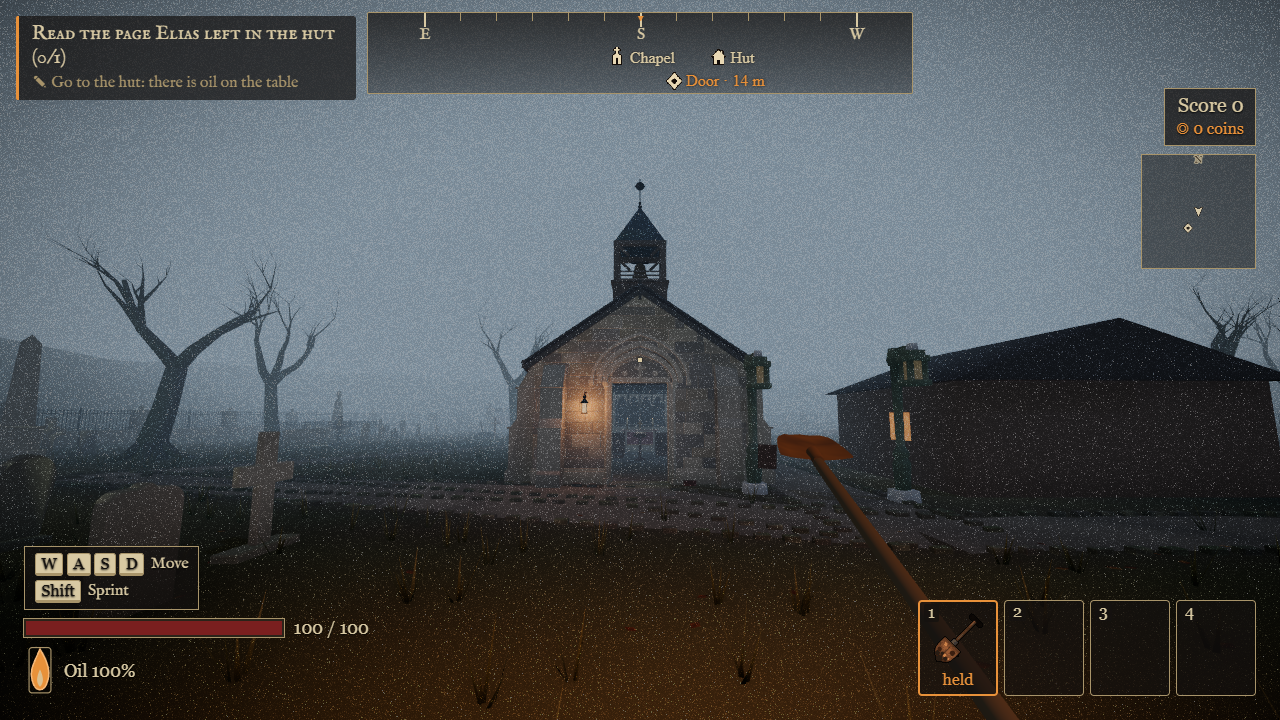 Read the page Elias left in the hut
(0/1)
Go to the hut: there is oil on the table
E
S
W
Chapel
Hut
Door · 14 m
Score 0
0 coins
N
W A S D Move
Shift Sprint
100 / 100
Oil 100%
1
held
2
3
4